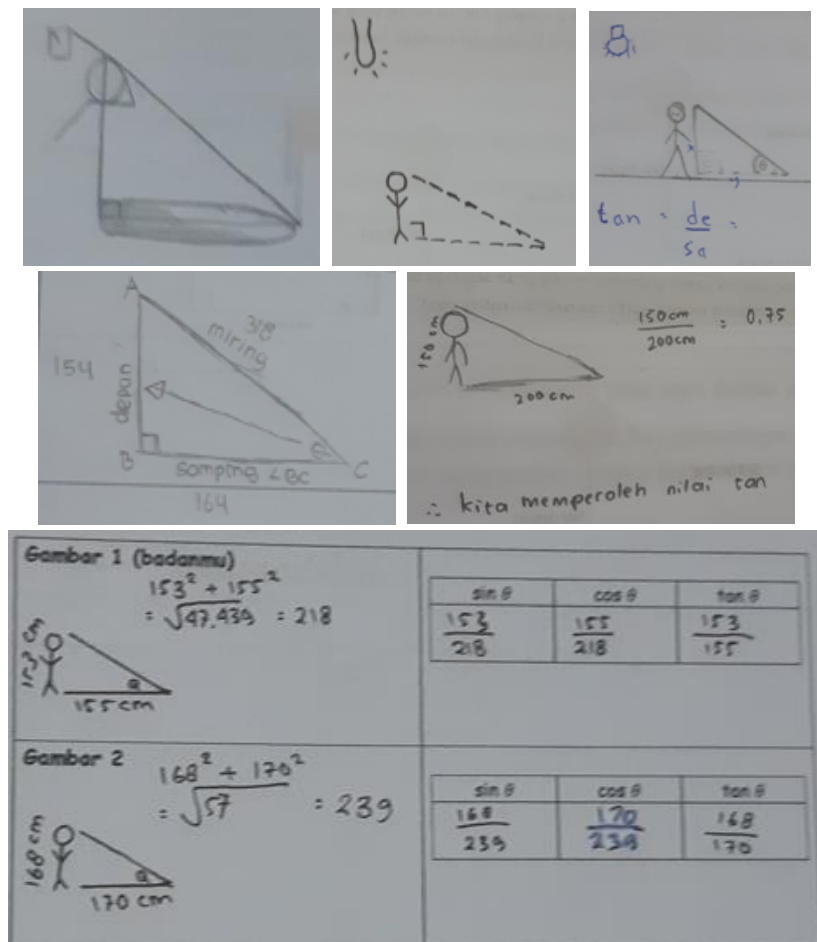 tan = de =
sa
A
318
miring
154
depan
θ
B
samping <BC
C
164
150 cm
200 cm
150cm = 0,75
200cm
∴ kita memperoleh nilai tan
Gambar 1 (badanmu)
153² + 155²
= √47.439 = 218
153 cm
θ
155 cm
sin θ cos θ tan θ
153 155 153
218 218 155
Gambar 2
168² + 170²
= √57 = 239
168 cm
θ
170 cm
sin θ cos θ tan θ
168 170 168
239 239 170